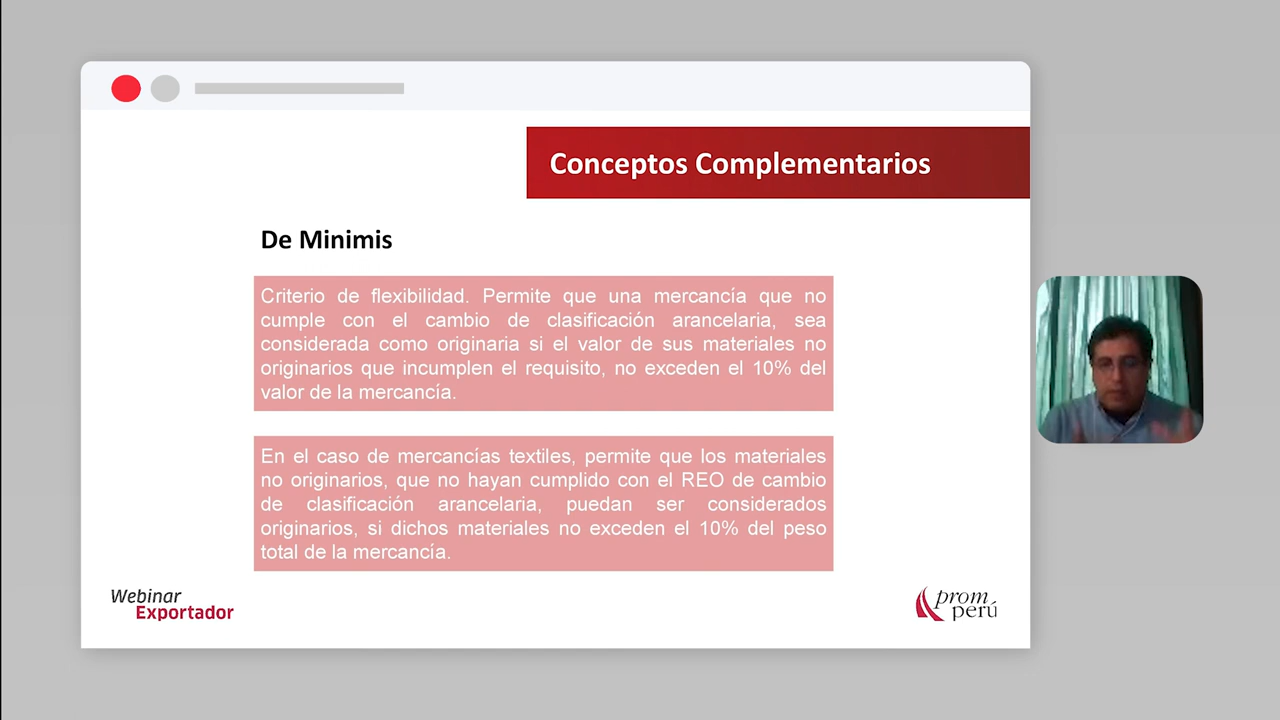 Conceptos Complementarios
De Minimis
Criterio de flexibilidad. Permite que una mercancía que no
cumple con el cambio de clasificación arancelaria, sea
considerada como originaria si el valor de sus materiales no
originarios que incumplen el requisito, no exceden el 10% del
valor de la mercancía.
En el caso de mercancías textiles, permite que los materiales
no originarios, que no hayan cumplido con el REO de cambio
de clasificación arancelaria, puedan ser considerados
originarios, si dichos materiales no exceden el 10% del peso
total de la mercancía.
Webinar
Exportador
prom
perú